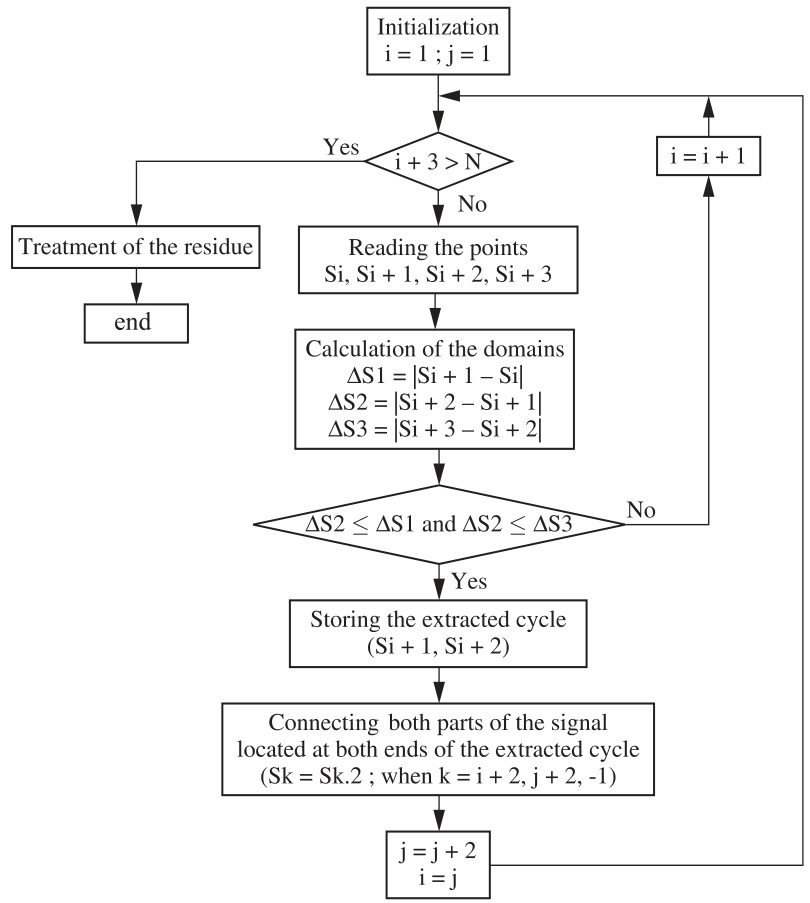 Initialization
i = 1 ; j = 1
Yes
i + 3 > N
i = i + 1
No
Treatment of the residue
Reading the points
Si, Si + 1, Si + 2, Si + 3
end
Calculation of the domains
ΔS1 = |Si + 1 – Si|
ΔS2 = |Si + 2 – Si + 1|
ΔS3 = |Si + 3 – Si + 2|
ΔS2 ≤ ΔS1 and ΔS2 ≤ ΔS3
No
Yes
Storing the extracted cycle
(Si + 1, Si + 2)
Connecting both parts of the signal
located at both ends of the extracted cycle
(Sk = Sk.2 ; when k = i + 2, j + 2, -1)
j = j + 2
i = j